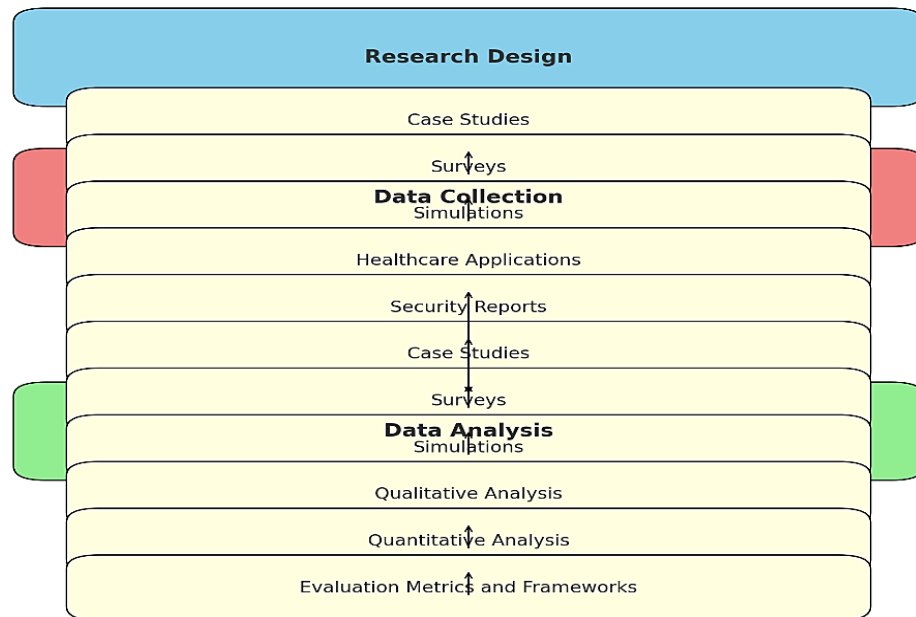 Research Design
Case Studies
Surveys
Data Collection
Simulations
Healthcare Applications
Security Reports
Case Studies
Surveys
Data Analysis
Simulations
Qualitative Analysis
Quantitative Analysis
Evaluation Metrics and Frameworks